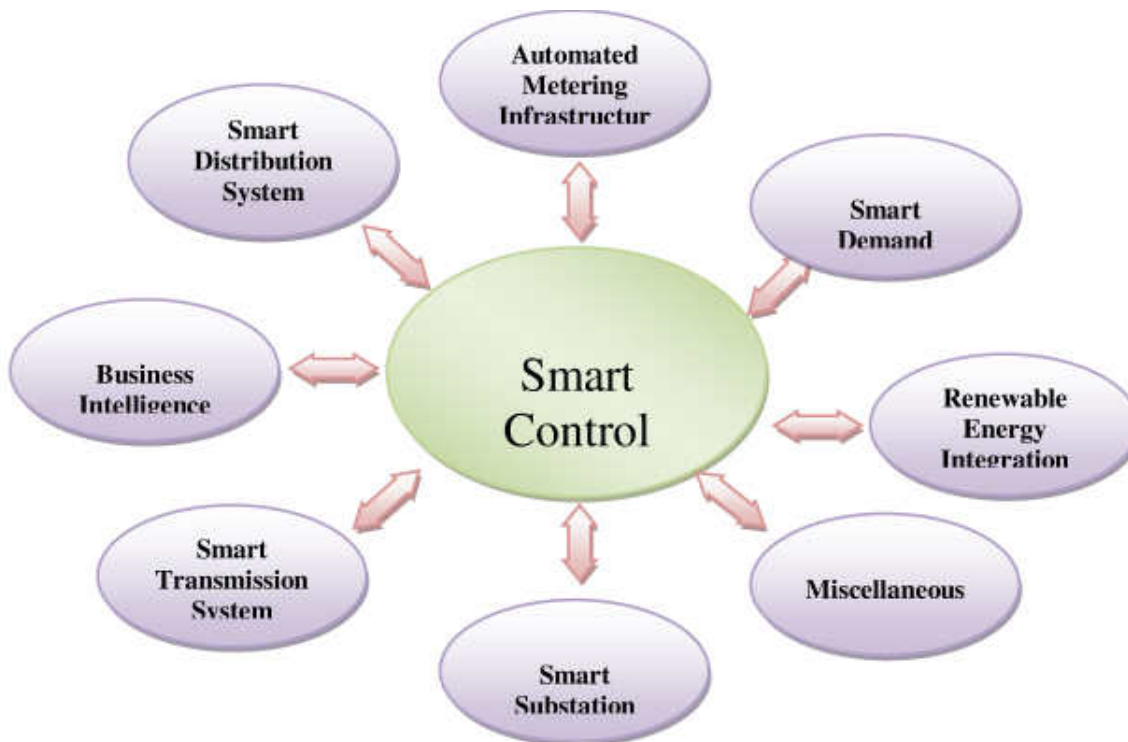 Automated
Metering
Infrastructur
Smart
Distribution
System
Smart
Demand
Business
Intelligence
Smart
Control
Renewable
Energy
Integration
Smart
Transmission
System
Miscellaneous
Smart
Substation